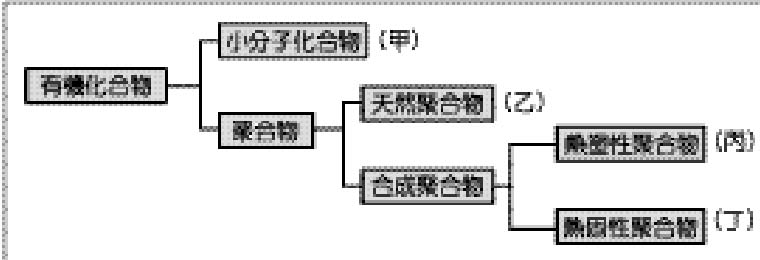 小分子化合物 (甲)
有機化合物
天然聚合物 (乙)
聚合物
熱塑性聚合物 (丙)
合成聚合物
熱固性聚合物 (丁)